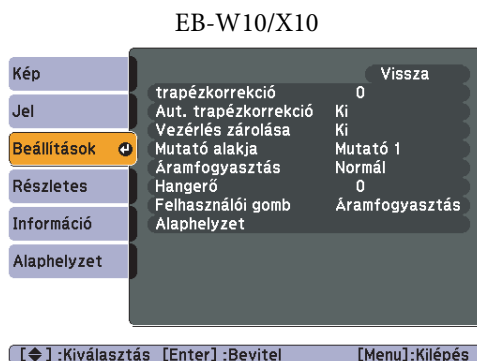 EB-W10/X10
Kép
Jel
Beállítások
Részletes
Információ
Alaphelyzet
Vissza
trapézkorrekció 0
Aut. trapézkorrekció Ki
Vezérlés zárolása Ki
Mutató alakja Mutató 1
Áramfogyasztás Normál
Hangerő 0
Felhasználói gomb Áramfogyasztás
Alaphelyzet
[◆] :Kiválasztás [Enter] :Bevitel [Menu]:Kilépés